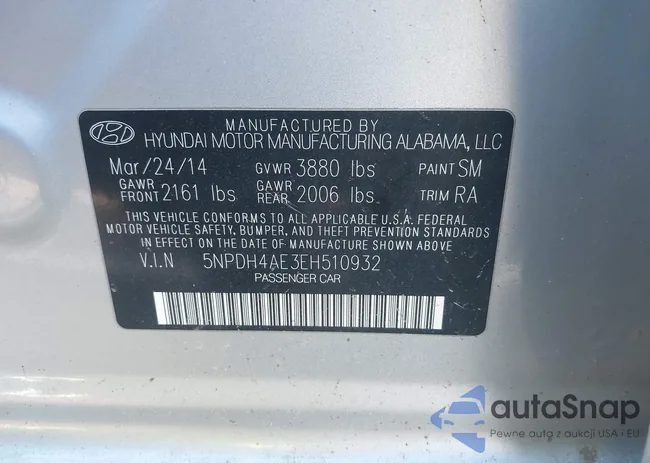 MANUFACTURED BY
HYUNDAI MOTOR MANUFACTURING ALABAMA, LLC
Mar/24/14 GVWR 3880 lbs PAINT SM
GAWR FRONT 2161 lbs GAWR REAR 2006 lbs TRIM RA
THIS VEHICLE CONFORMS TO ALL APPLICABLE U.S.A. FEDERAL
MOTOR VEHICLE SAFETY, BUMPER, AND THEFT PREVENTION STANDARDS
IN EFFECT ON THE DATE OF MANUFACTURE SHOWN ABOVE.
V.I.N 5NPDH4AE3EH510932
PASSENGER CAR
autoSnap
Pewne auta z aukcji USA i EU